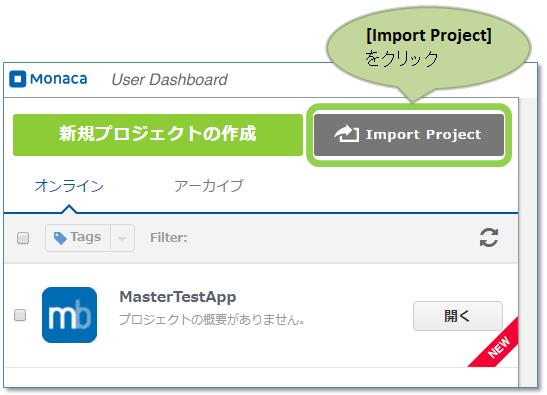 [Import Project]
をクリック
Monaca User Dashboard
新規プロジェクトの作成 Import Project
オンライン アーカイブ
Tags Filter:
mb
MasterTestApp
プロジェクトの概要がありません。
開く
NEW